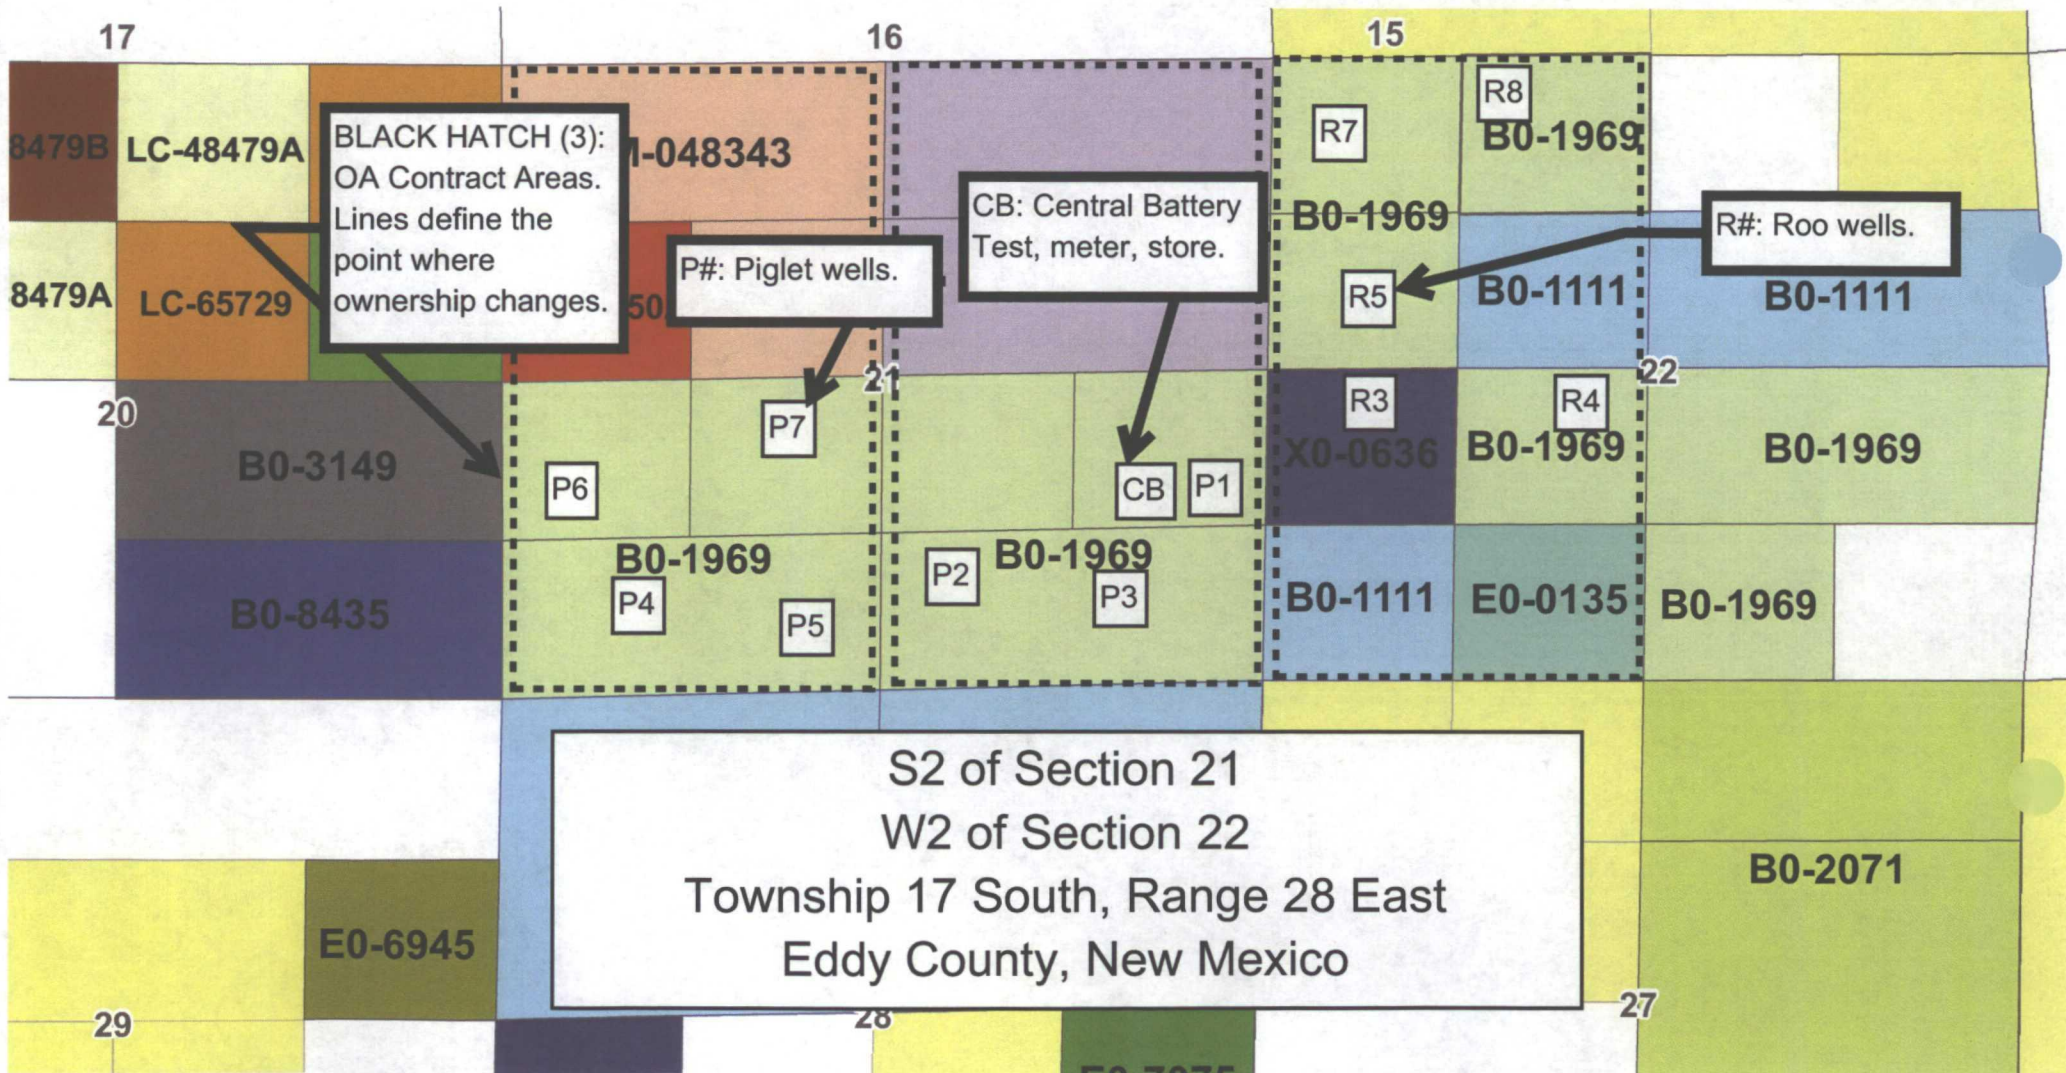 17
16
15
8479B
LC-48479A
BLACK HATCH (3):
OA Contract Areas.
Lines define the
point where
ownership changes.
M-048343
CB: Central Battery
Test, meter, store.
R7
R8
B0-1969
B0-1969
R#: Roo wells.
8479A
LC-65729
P#: Piglet wells.
R5
B0-1111
B0-1111
20
21
22
B0-3149
P6
P7
CB
P1
R3
X0-0636
R4
B0-1969
B0-1969
B0-8435
B0-1969
P4
P5
P2
B0-1969
P3
B0-1111
E0-0135
B0-1969
S2 of Section 21
W2 of Section 22
Township 17 South, Range 28 East
Eddy County, New Mexico
B0-2071
E0-6945
29
28
27